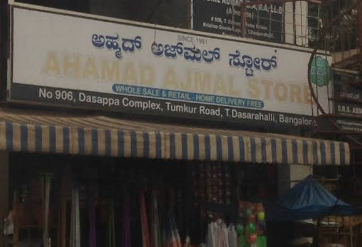 SINCE 1981
ಅಹ್ಮದ್ ಅಜ್‌ಮಲ್ ಸ್ಟೋರ್
AHAMAD AJMAL STORE
WHOLE SALE & RETAIL - HOME DELIVERY FREE
No 906, Dasappa Complex, Tumkur Road, T.Dasarahalli, Bangalore